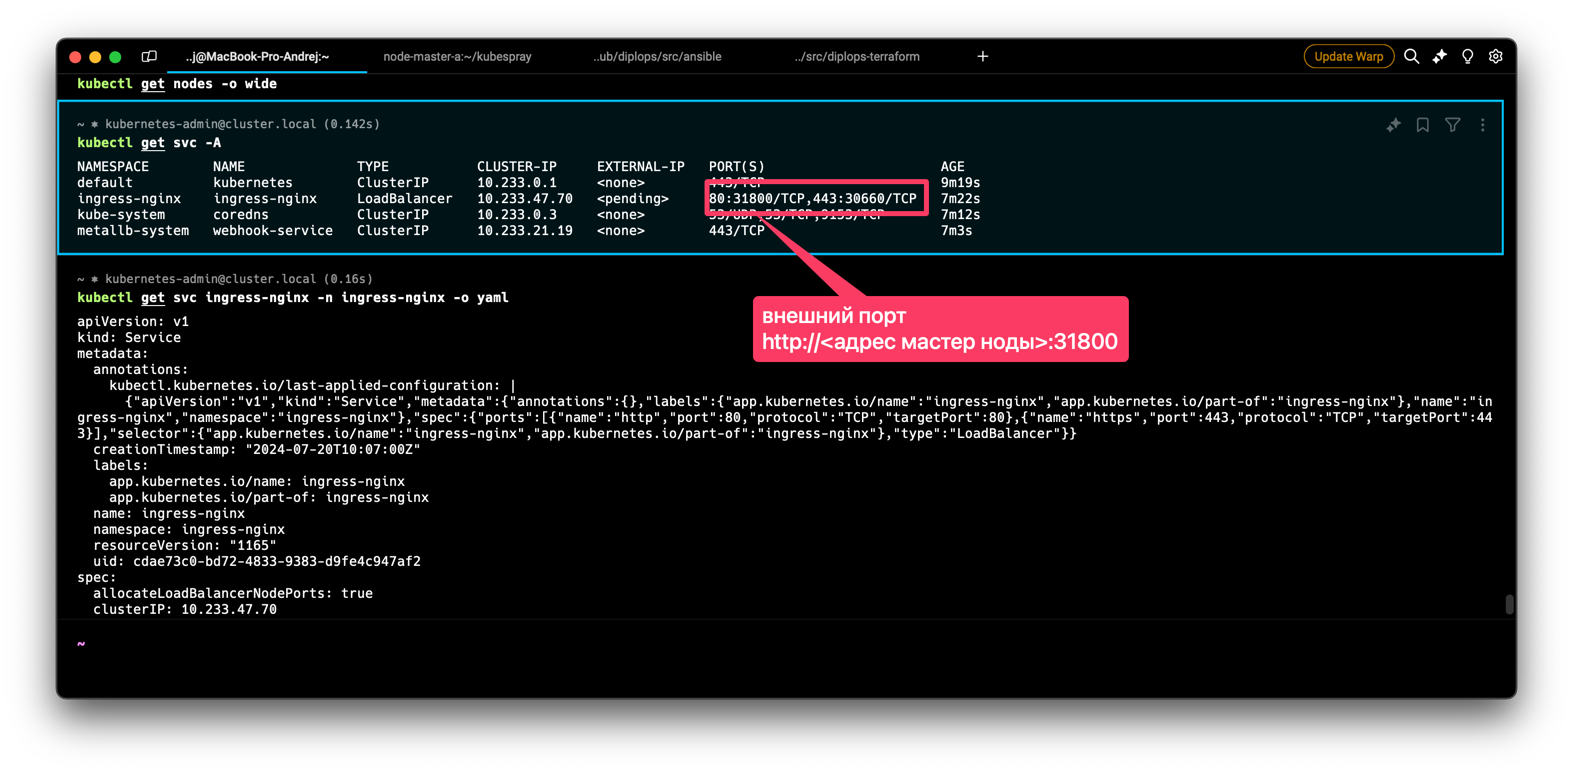 ..j@MacBook-Pro-Andrej:~ node-master-a:~/kubespray ..ub/diplops/src/ansible ../src/diplops-terraform + Update Warp
kubectl get nodes -o wide
~ ⎈ kubernetes-admin@cluster.local (0.142s)
kubectl get svc -A
NAMESPACE NAME TYPE CLUSTER-IP EXTERNAL-IP PORT(S) AGE
default kubernetes ClusterIP 10.233.0.1 <none> 443/TCP 9m19s
ingress-nginx ingress-nginx LoadBalancer 10.233.47.70 <pending> 80:31800/TCP,443:30660/TCP 7m22s
kube-system coredns ClusterIP 10.233.0.3 <none> 53/UDP,53/TCP,9153/TCP 7m12s
metallb-system webhook-service ClusterIP 10.233.21.19 <none> 443/TCP 7m3s
~ ⎈ kubernetes-admin@cluster.local (0.16s)
kubectl get svc ingress-nginx -n ingress-nginx -o yaml
внешний порт
http://<адрес мастер ноды>:31800
apiVersion: v1
kind: Service
metadata:
  annotations:
    kubectl.kubernetes.io/last-applied-configuration: |
      {"apiVersion":"v1","kind":"Service","metadata":{"annotations":{},"labels":{"app.kubernetes.io/name":"ingress-nginx","app.kubernetes.io/part-of":"ingress-nginx"},"name":"in
gress-nginx","namespace":"ingress-nginx"},"spec":{"ports":[{"name":"http","port":80,"protocol":"TCP","targetPort":80},{"name":"https","port":443,"protocol":"TCP","targetPort":44
3}],"selector":{"app.kubernetes.io/name":"ingress-nginx","app.kubernetes.io/part-of":"ingress-nginx"},"type":"LoadBalancer"}}
  creationTimestamp: "2024-07-20T10:07:00Z"
  labels:
    app.kubernetes.io/name: ingress-nginx
    app.kubernetes.io/part-of: ingress-nginx
  name: ingress-nginx
  namespace: ingress-nginx
  resourceVersion: "1165"
  uid: cdae73c0-bd72-4833-9383-d9fe4c947af2
spec:
  allocateLoadBalancerNodePorts: true
  clusterIP: 10.233.47.70
~